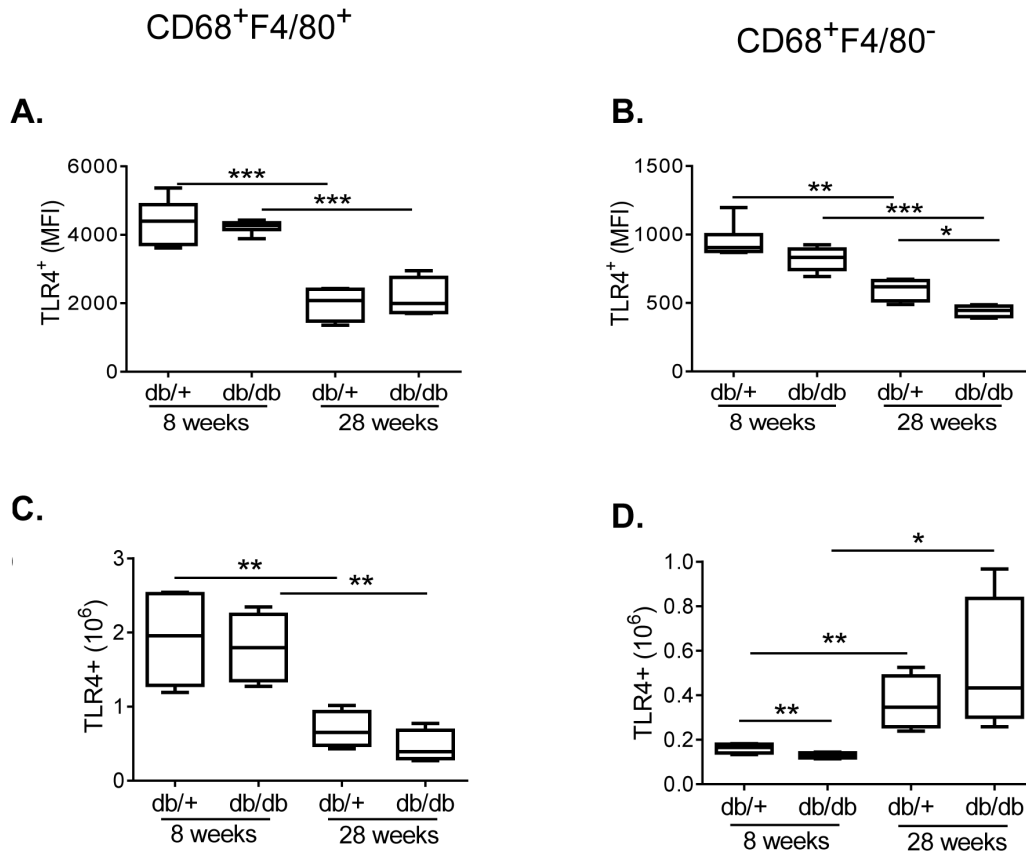 CD68⁺F4/80⁺
CD68⁺F4/80⁻
A.
TLR4⁺ (MFI)
6000
4000
2000
0
***
***
db/+ db/db db/+ db/db
8 weeks 28 weeks
B.
TLR4⁺ (MFI)
1500
1000
500
0
**
***
*
db/+ db/db db/+ db/db
8 weeks 28 weeks
C.
TLR4+ (10⁶)
3
2
1
0
**
**
db/+ db/db db/+ db/db
8 weeks 28 weeks
D.
TLR4+ (10⁶)
1.0
0.8
0.6
0.4
0.2
0.0
*
**
**
db/+ db/db db/+ db/db
8 weeks 28 weeks